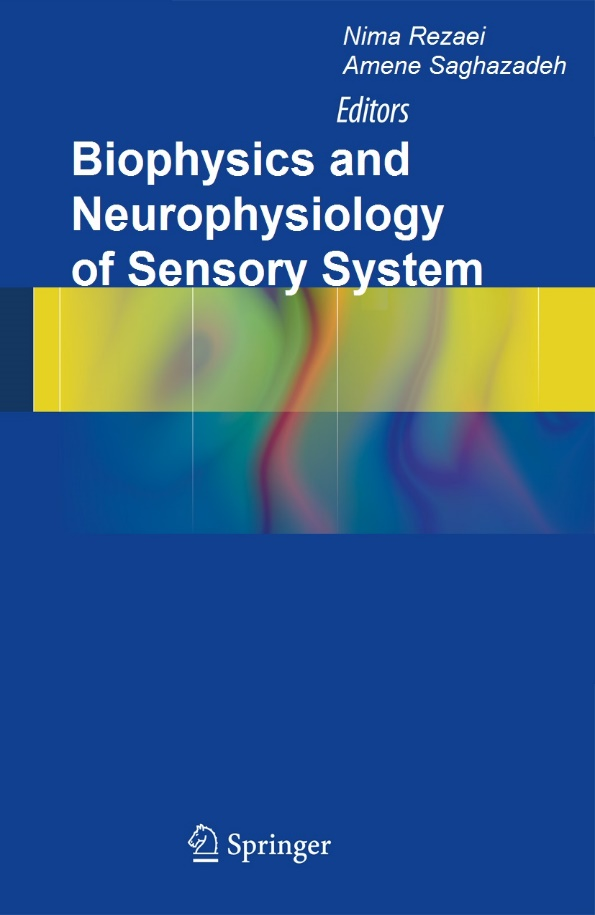 Nima Rezaei
Amene Saghazadeh
Editors
Biophysics and
Neurophysiology
of Sensory System
Springer